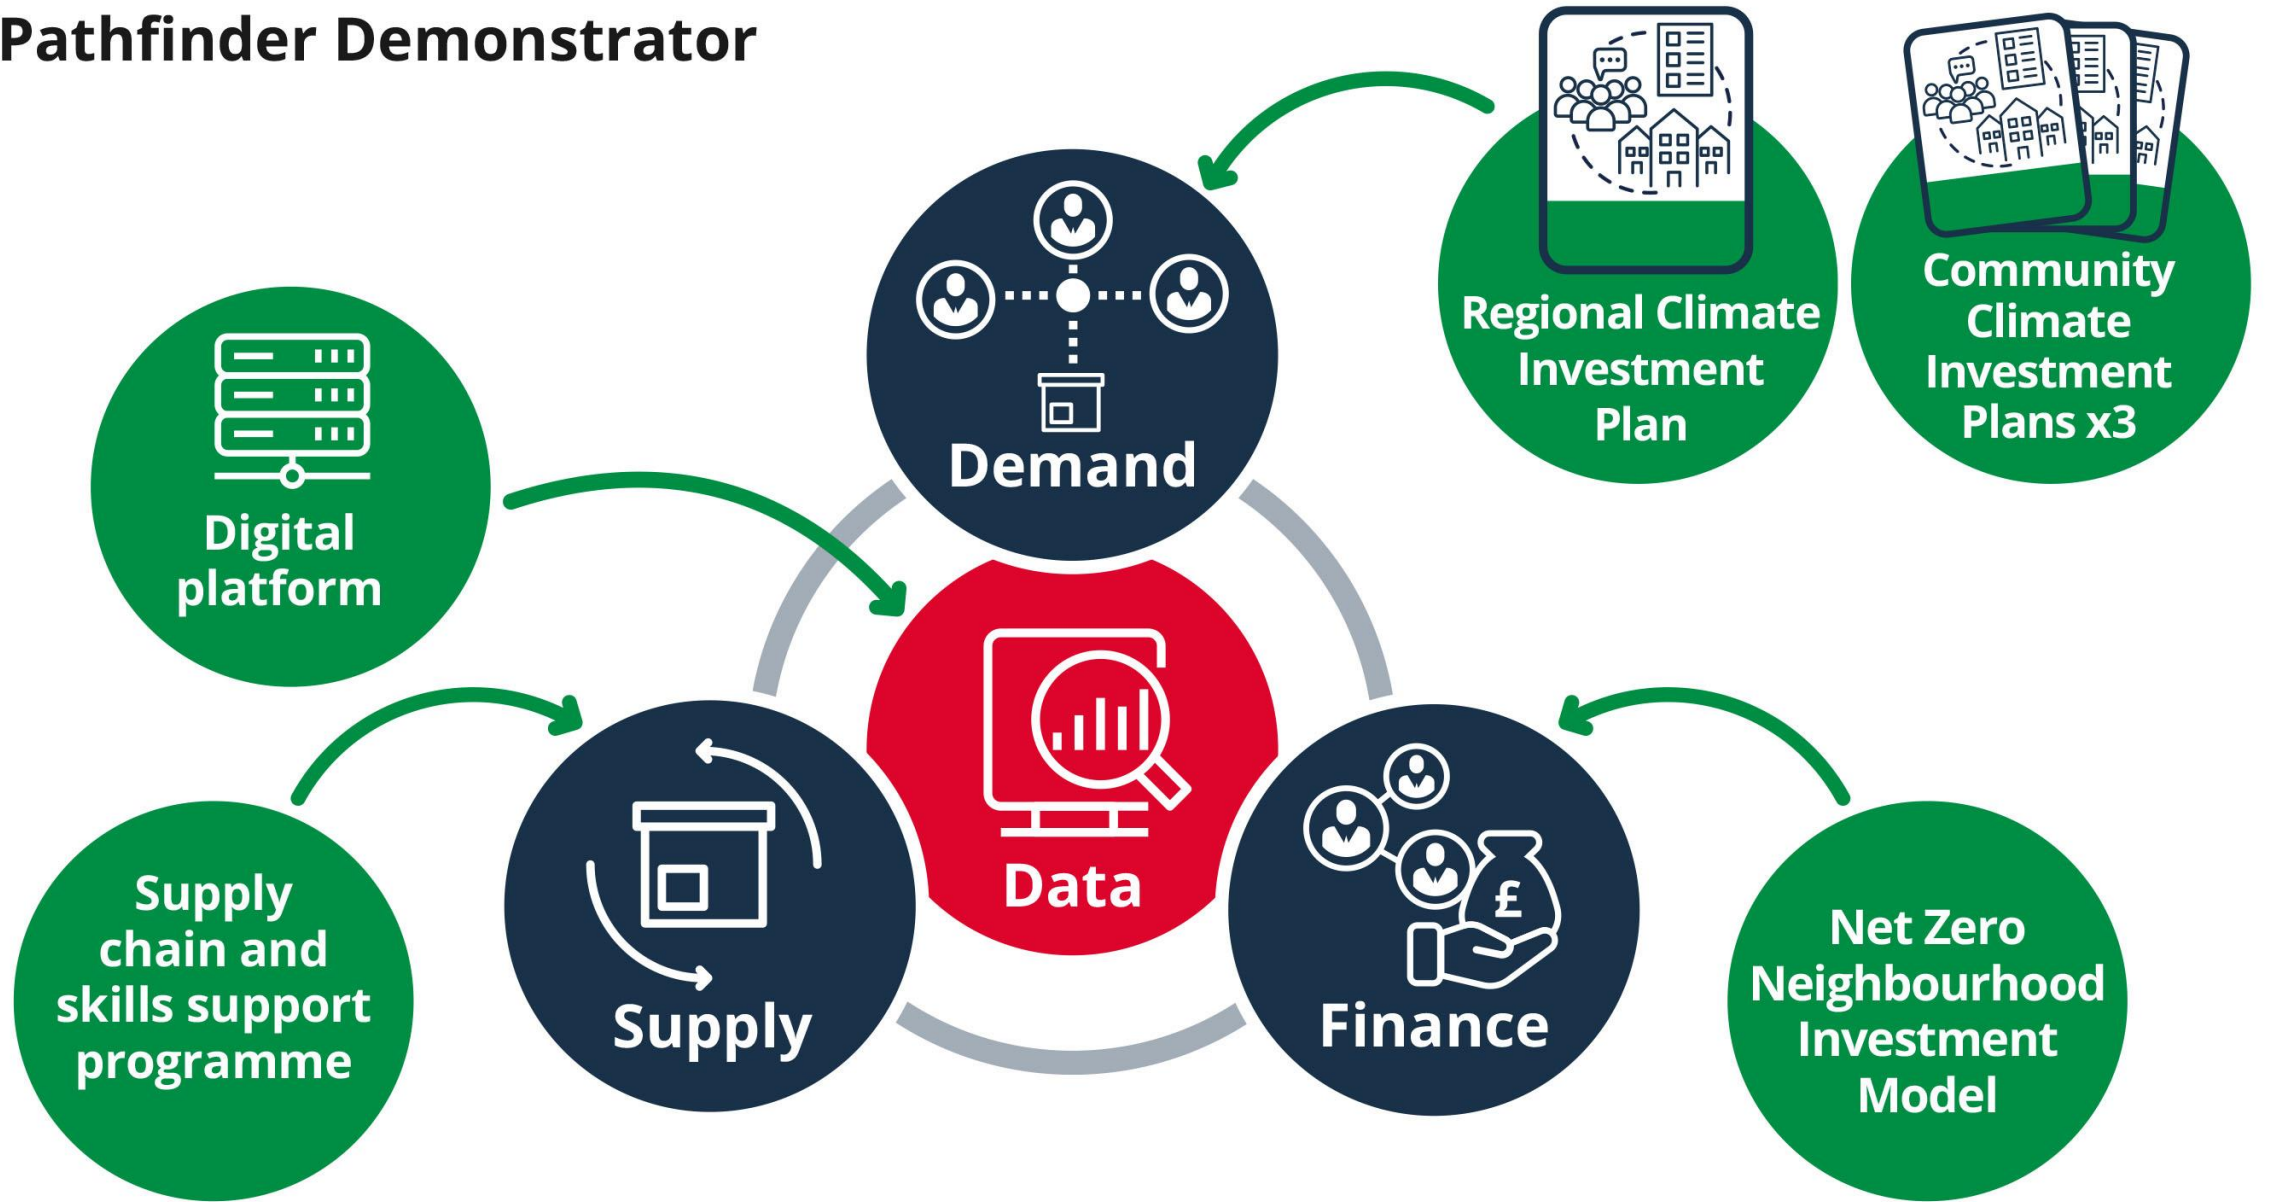 Pathfinder Demonstrator
Regional Climate
Investment
Plan
Community
Climate
Investment
Plans x3
Demand
Digital
platform
Data
Supply
chain and
skills support
programme
Supply
£
Finance
Net Zero
Neighbourhood
Investment
Model